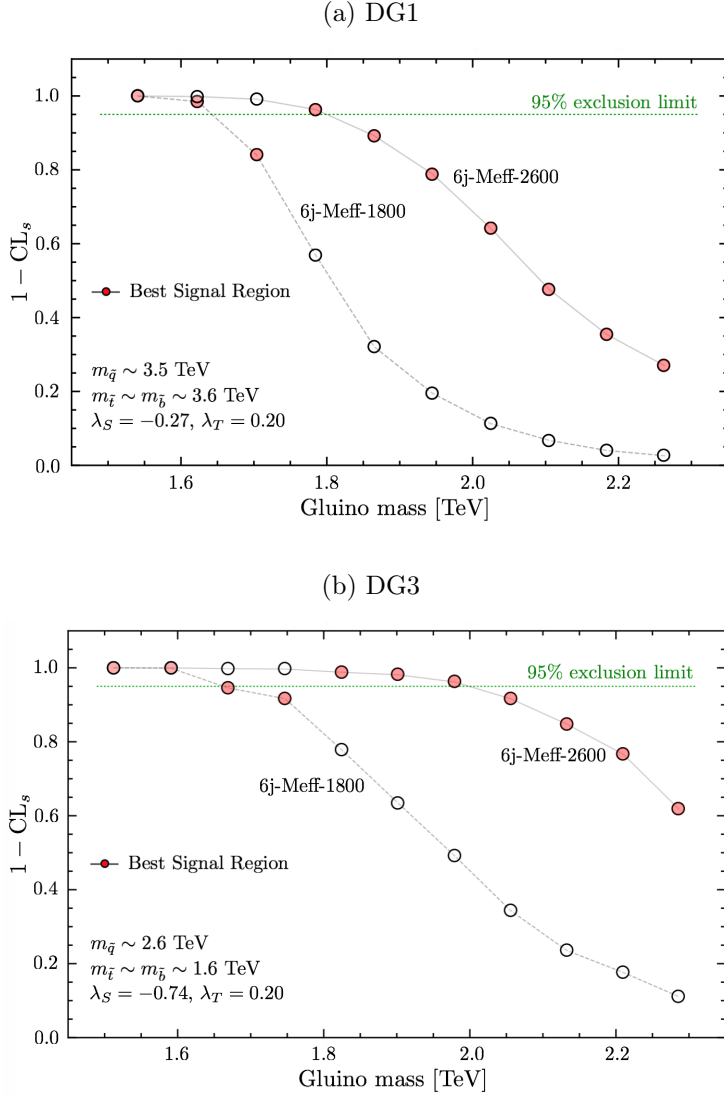 (a) DG1
1.0
0.8
0.6
0.4
0.2
0.0
1 − CLₛ
95% exclusion limit
6j-Meff-2600
6j-Meff-1800
Best Signal Region
m_q̃ ∼ 3.5 TeV
m_t̃ ∼ m_b̃ ∼ 3.6 TeV
λ_S = −0.27, λ_T = 0.20
1.6 1.8 2.0 2.2
Gluino mass [TeV]
(b) DG3
1.0
0.8
0.6
0.4
0.2
0.0
1 − CLₛ
95% exclusion limit
6j-Meff-2600
6j-Meff-1800
Best Signal Region
m_q̃ ∼ 2.6 TeV
m_t̃ ∼ m_b̃ ∼ 1.6 TeV
λ_S = −0.74, λ_T = 0.20
1.6 1.8 2.0 2.2
Gluino mass [TeV]